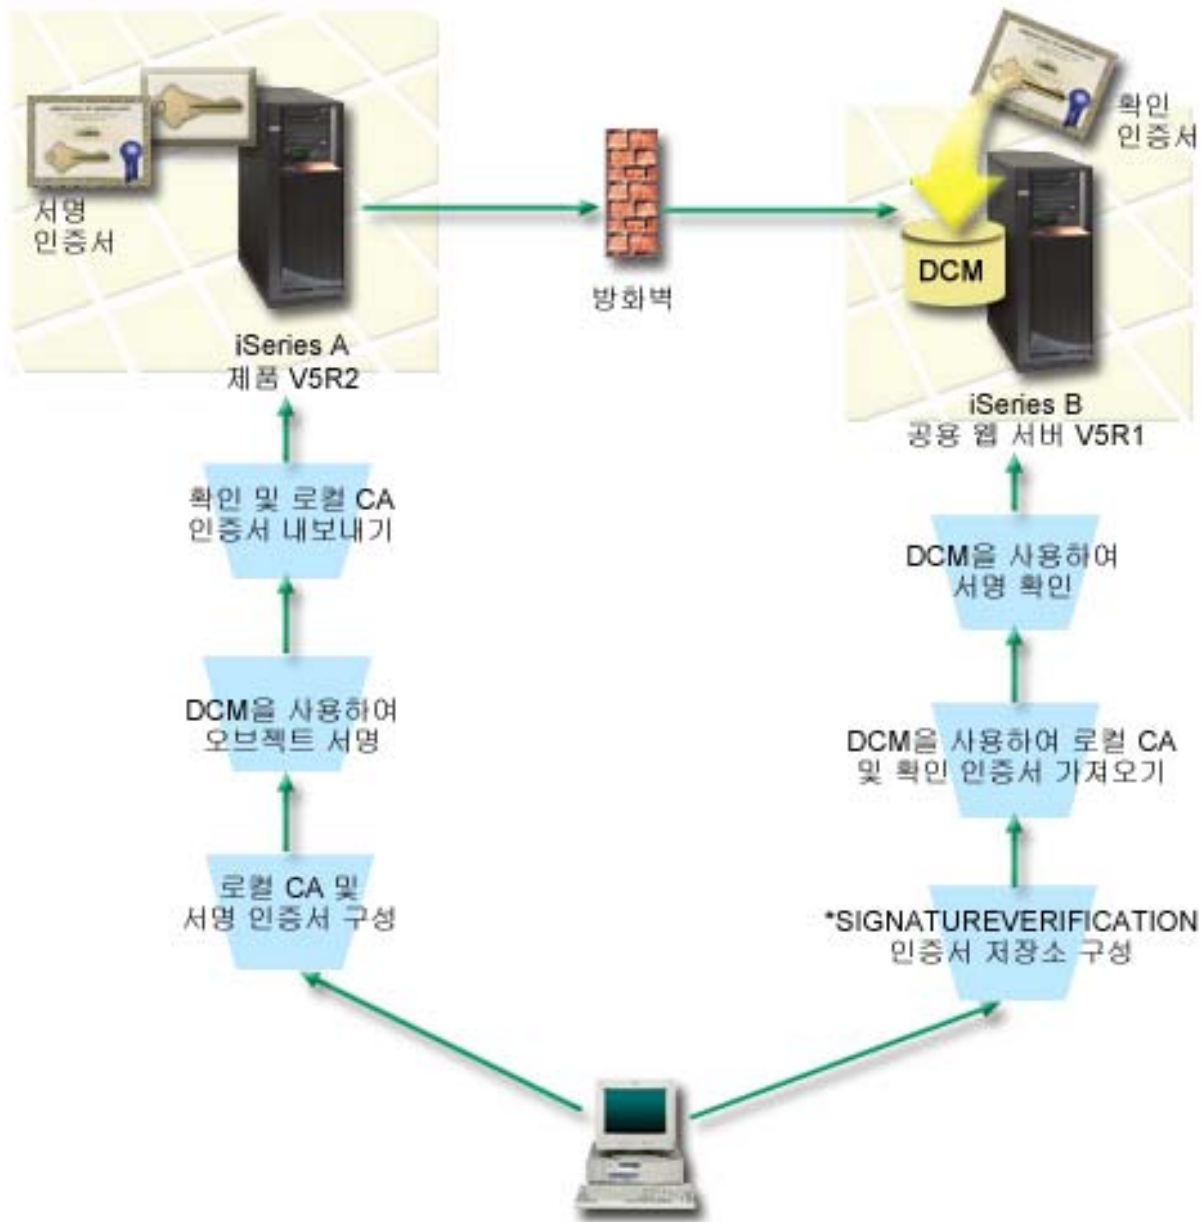 서명
인증서
확인
인증서
DCM
방화벽
iSeries A
제품 V5R2
iSeries B
공용 웹 서버 V5R1
확인 및 로컬 CA
인증서 내보내기
DCM을 사용하여
오브젝트 서명
로컬 CA 및
서명 인증서 구성
DCM을 사용하여
서명 확인
DCM을 사용하여 로컬 CA
및 확인 인증서 가져오기
*SIGNATUREVERIFICATION
인증서 저장소 구성